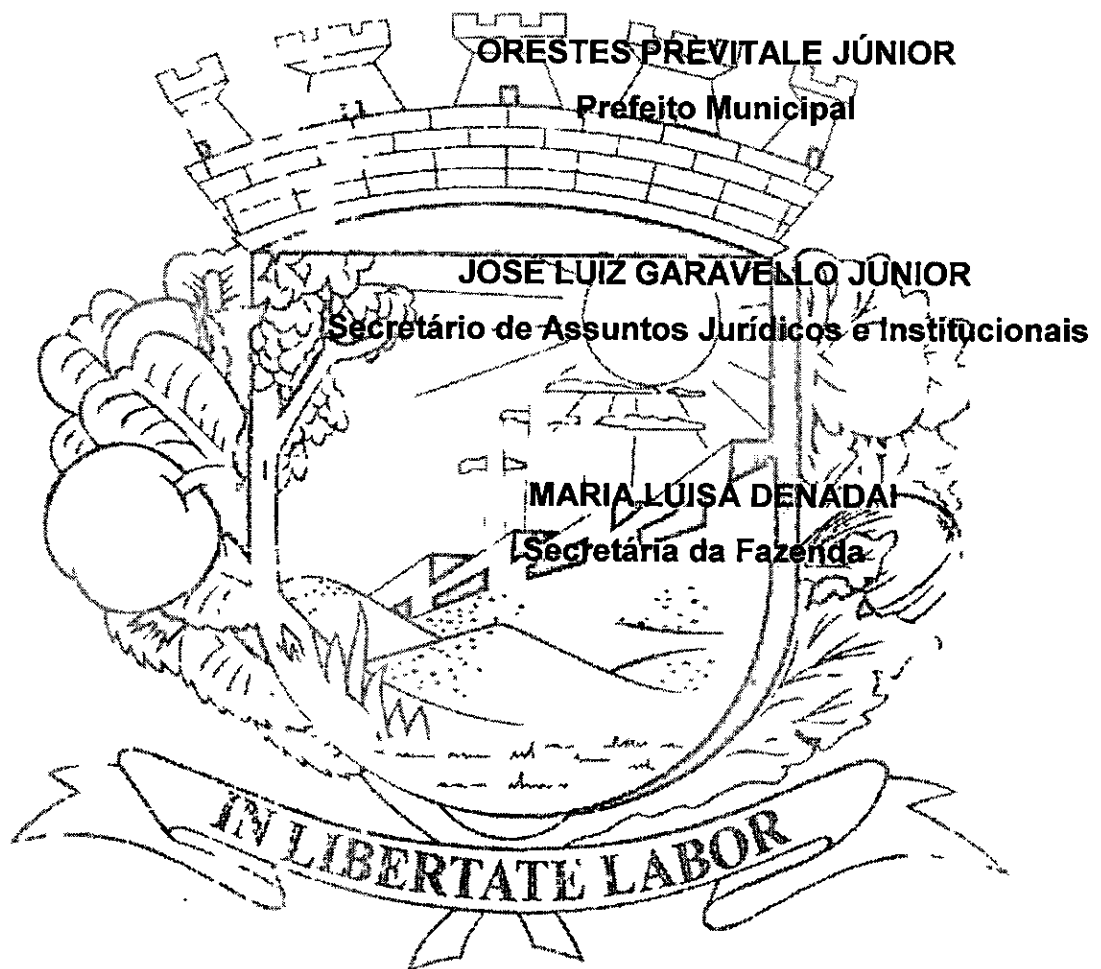 ORESTES PREVITALE JÚNIOR
Prefeito Municipal
JOSE LUIZ GARAVELLO JUNIOR
Secretário de Assuntos Jurídicos e Institucionais
MARIA LUISA DENADAI
Secretária da Fazenda
IN LIBERTATE LABOR